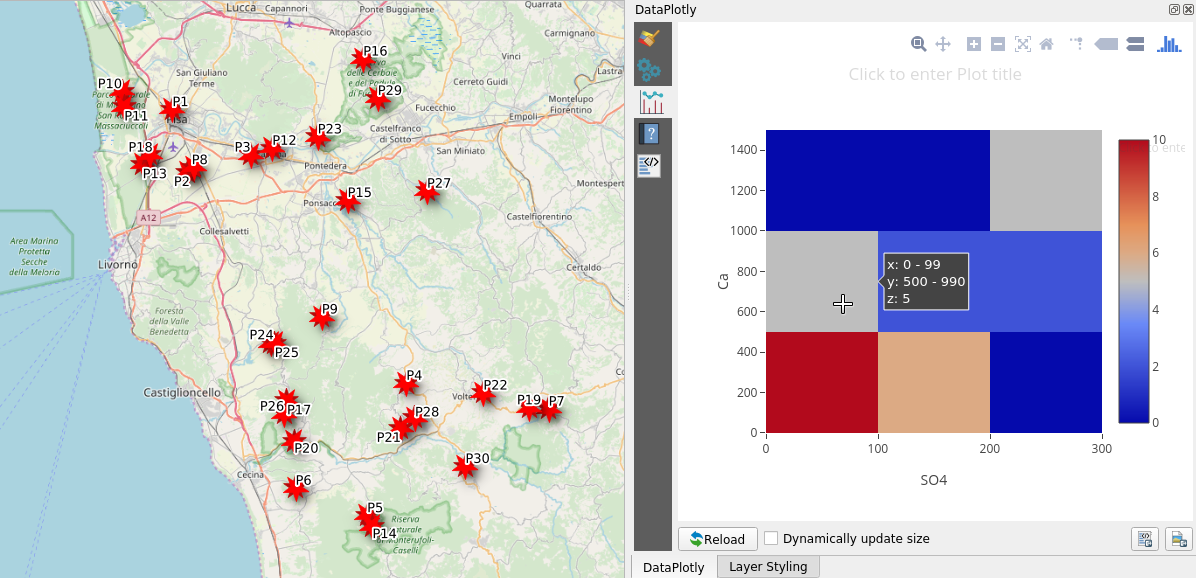 Lucca
Capannori
Ponte Buggianese
Quarrata
Altopascio
Carmignano
P16
Vinci
San Giuliano
Terme
Lastra
P10
P29
Cerreto Guidi
Montelupo
Fiorentino
P1
Fucecchio
Empoli
P11
Pisa
Castelfranco
di Sotto
P23
P12
P3
P18
P8
San Miniato
P13
P2
Pontedera
P27
Montespert
P15
Ponsacco
A12
Castelfiorentino
Collesalvetti
Area Marina
Protetta
Secche
della Meloria
Livorno
Certaldo
P9
Foresta
della Valle
Benedetta
P24
P25
P4
Castiglioncello
P22
P19
P7
P26
P17
P28
P21
P20
P30
Cecina
P6
P5
Riserva
naturale
di Monterufoli-
Caselli
P14
DataPlotly
Click to enter Plot title
1400
1200
1000
800
600
400
200
0
Ca
x: 0 - 99
y: 500 - 990
z: 5
0
100
200
300
SO4
10
8
6
4
2
0
Reload
Dynamically update size
DataPlotly
Layer Styling